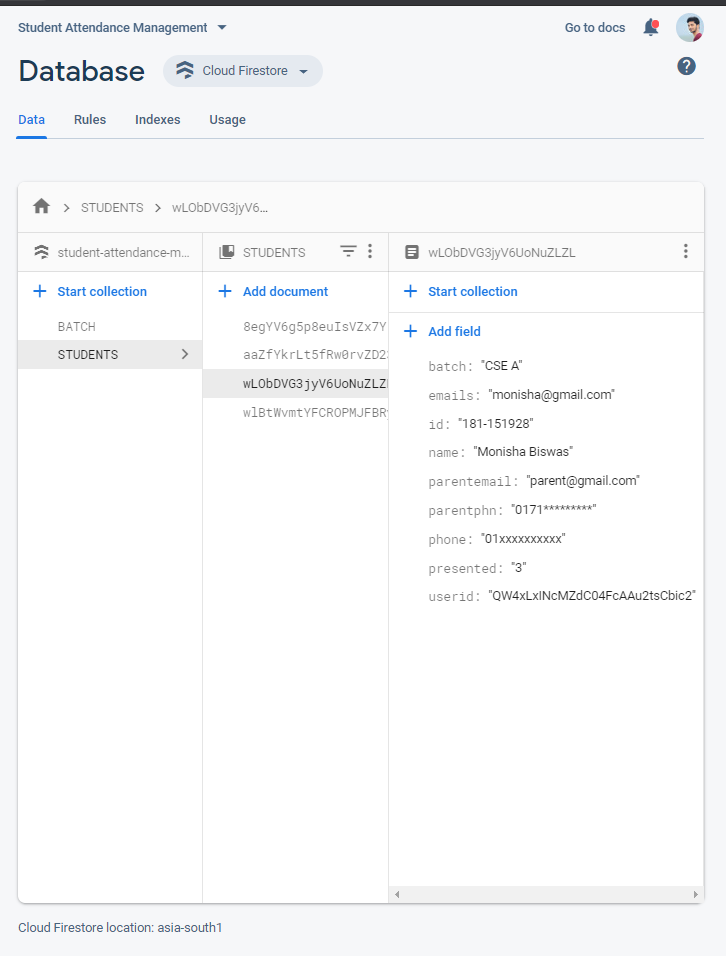 Student Attendance Management
Go to docs
Database
Cloud Firestore
Data Rules Indexes Usage
STUDENTS wLObDVG3jyV6...
student-attendance-m...
STUDENTS
wLObDVG3jyV6UoNuZLZL
Start collection
Add document
Start collection
BATCH
STUDENTS
8egYV6g5p8euIsVZx7Y
aaZfYkrLt5fRw0rvZD2
wLObDVG3jyV6UoNuZLZ
wlBtWvmtYFCROPMJFBR
Add field
batch: "CSE A"
emails: "monisha@gmail.com"
id: "181-151928"
name: "Monisha Biswas"
parentemail: "parent@gmail.com"
parentphn: "0171*********"
phone: "01xxxxxxxxxx"
presented: "3"
userid: "QW4xLxINcMZdC04FcAAu2tsCbic2"
Cloud Firestore location: asia-south1